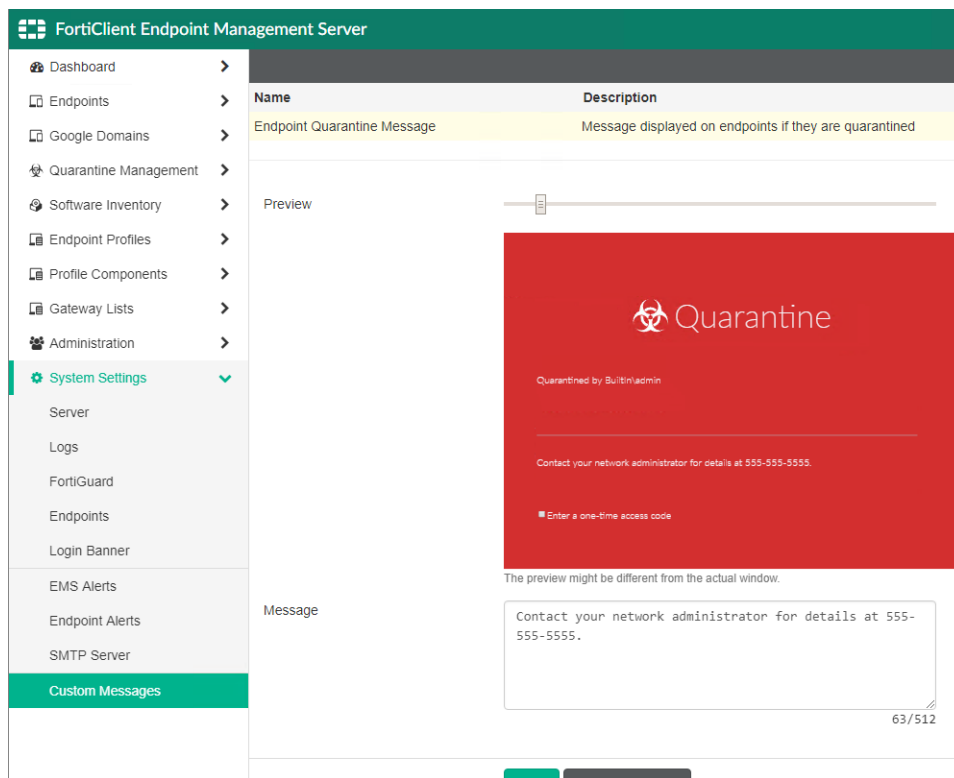 FortiClient Endpoint Management Server
Dashboard
Endpoints
Google Domains
Quarantine Management
Software Inventory
Endpoint Profiles
Profile Components
Gateway Lists
Administration
System Settings
Server
Logs
FortiGuard
Endpoints
Login Banner
EMS Alerts
Endpoint Alerts
SMTP Server
Custom Messages
Name Description
Endpoint Quarantine Message Message displayed on endpoints if they are quarantined
Preview
Quarantine
Quarantined by BuiltIn\admin
Contact your network administrator for details at 555-555-5555.
Enter a one-time access code
The preview might be different from the actual window.
Message
Contact your network administrator for details at 555-
555-5555.
63/512